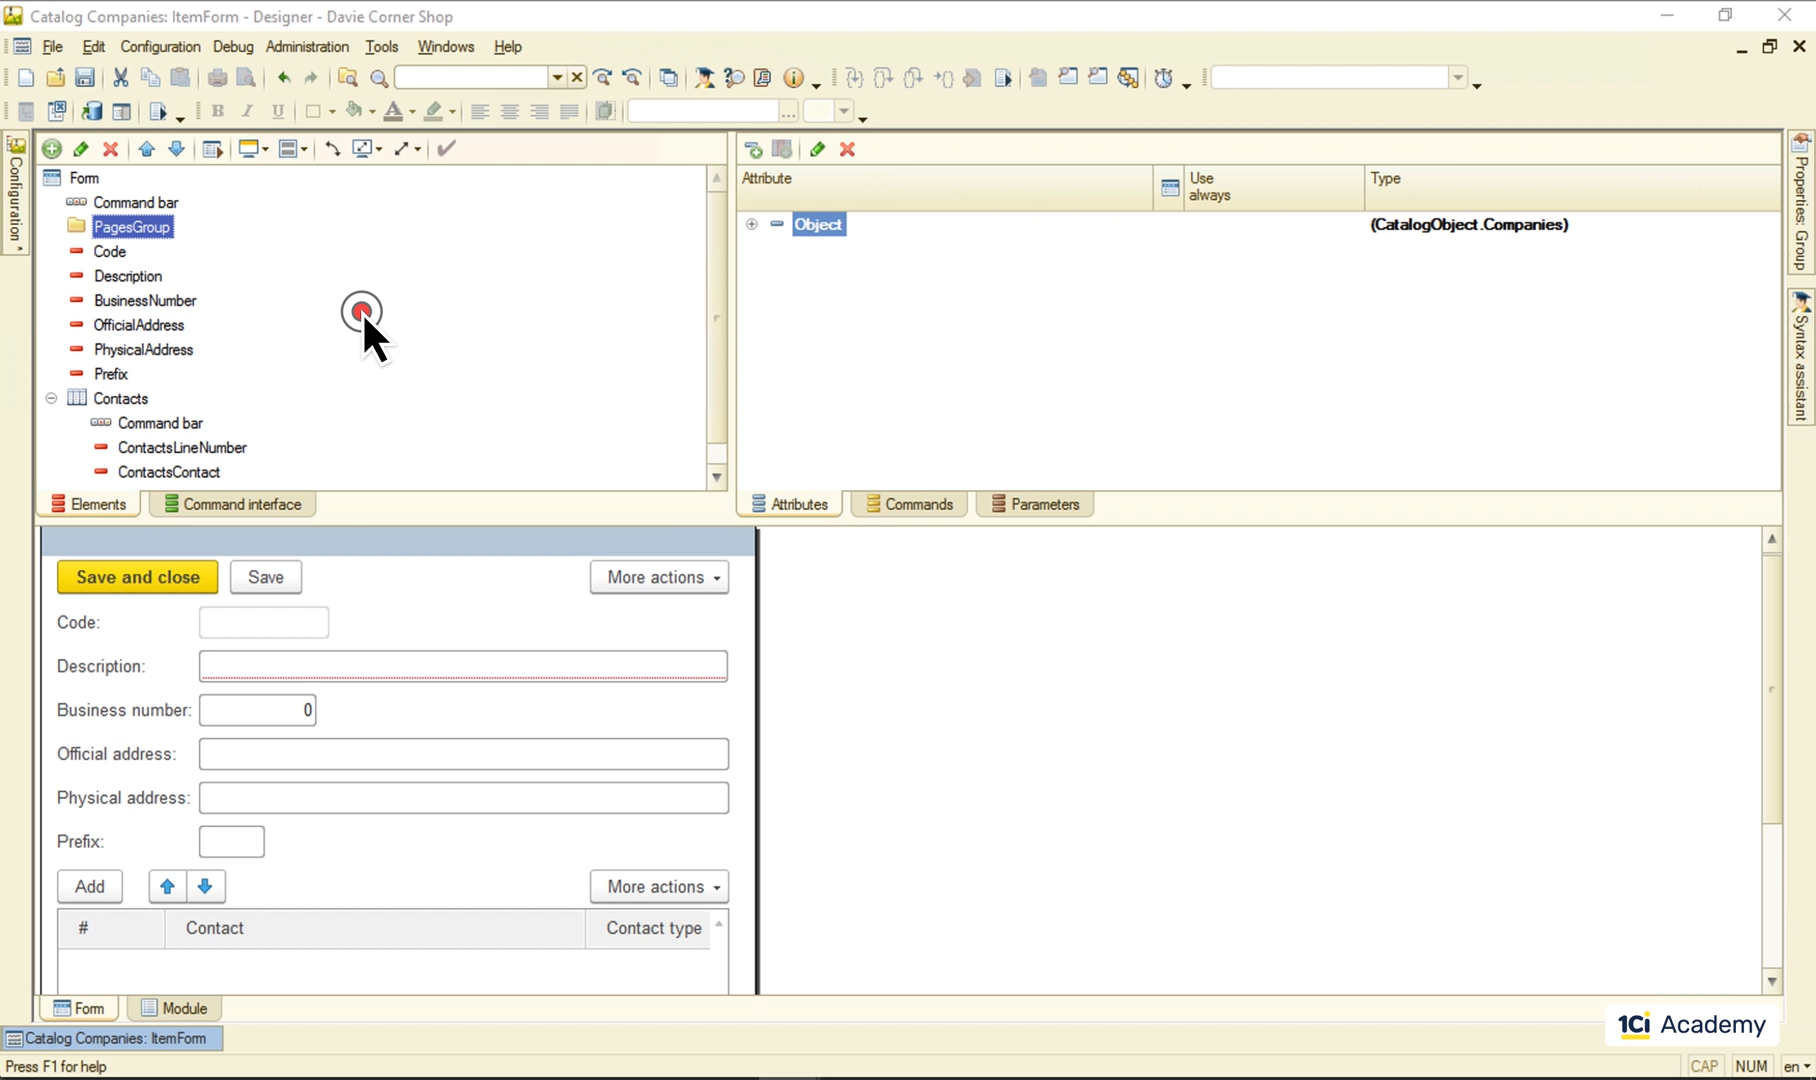 Catalog Companies: ItemForm - Designer - Davie Corner Shop
File Edit Configuration Debug Administration Tools Windows Help
Configuration
Form
Command bar
PagesGroup
Code
Description
BusinessNumber
OfficialAddress
PhysicalAddress
Prefix
Contacts
Command bar
ContactsLineNumber
ContactsContact
Elements Command interface
Attribute Use always Type
Object (CatalogObject.Companies)
Attributes Commands Parameters
Properties: Group
Syntax assistant
Save and close Save More actions
Code:
Description:
Business number: 0
Official address:
Physical address:
Prefix:
Add More actions
# Contact Contact type
Form Module
1Ci Academy
Catalog Companies: ItemForm
Press F1 for help CAP NUM en